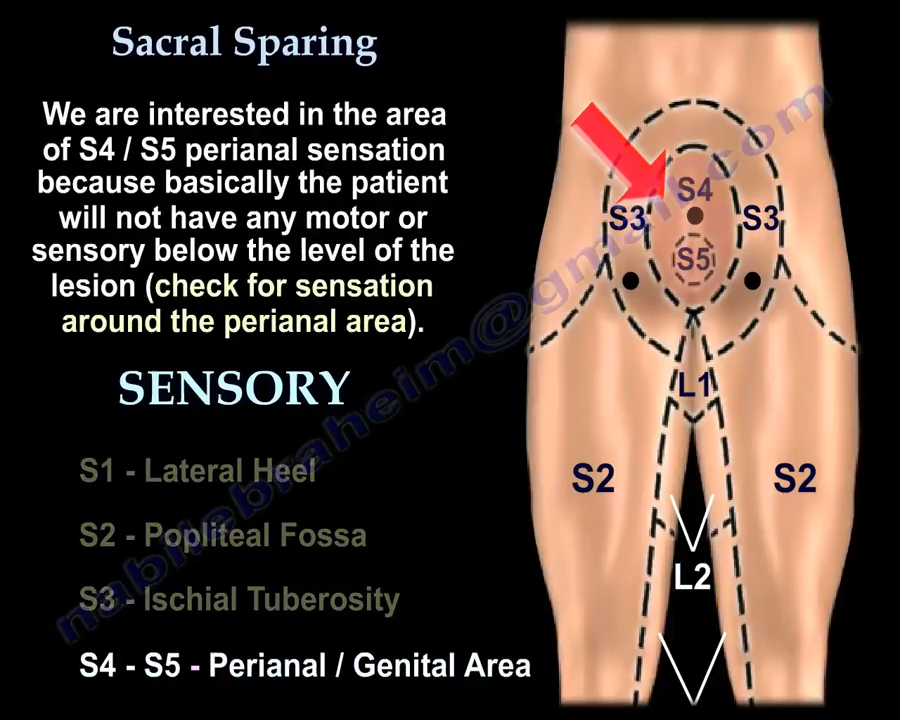 Sacral Sparing
We are interested in the area
of S4 / S5 perianal sensation
because basically the patient
will not have any motor or
sensory below the level of the
lesion (check for sensation
around the perianal area).
SENSORY
S1 - Lateral Heel
S2 - Popliteal Fossa
S3 - Ischial Tuberosity
S4 - S5 - Perianal / Genital Area
S4
S3
S3
S5
L1
S2
S2
L2
nabilebraheim@gmail.com